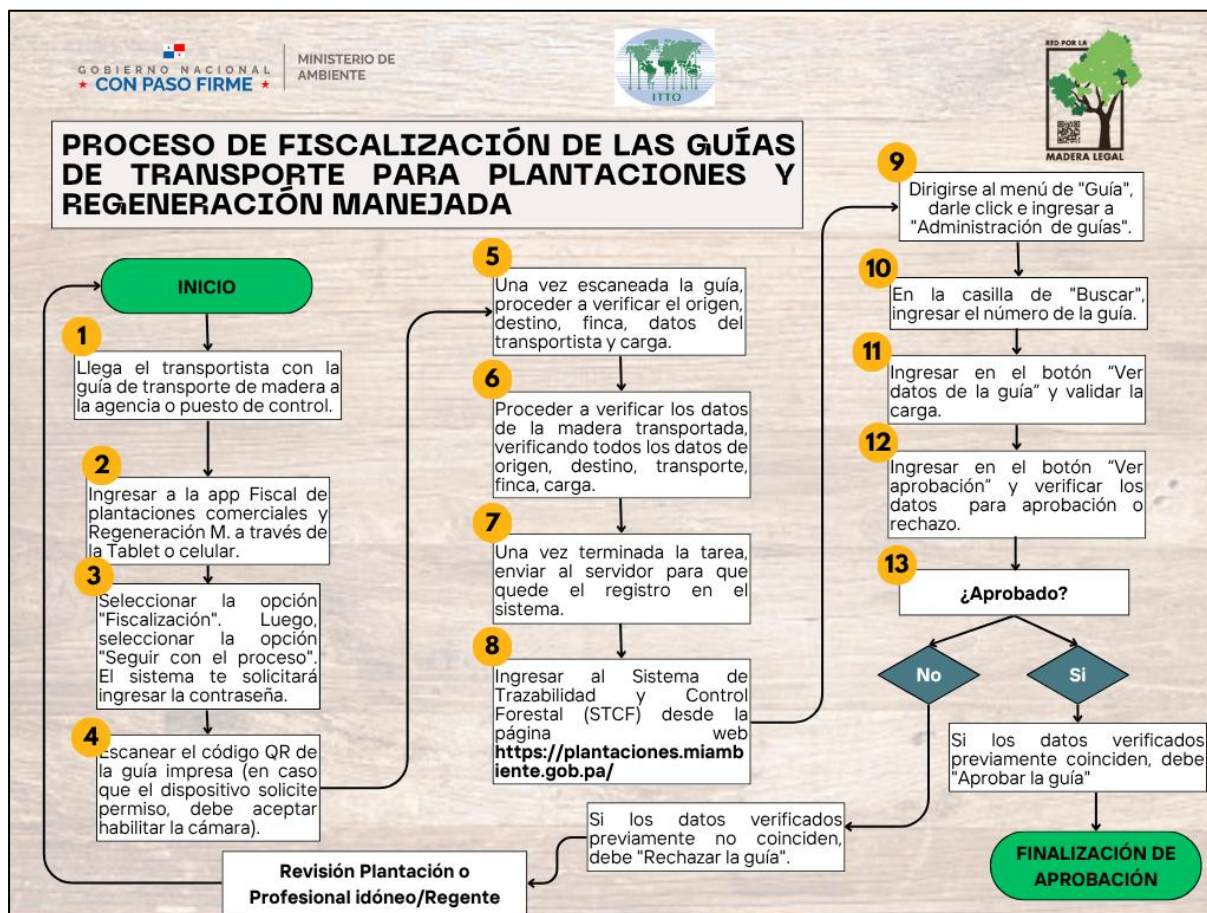 GOBIERNO NACIONAL
★ CON PASO FIRME ★
MINISTERIO DE
AMBIENTE
ITTO
RED POR LA
MADERA LEGAL
PROCESO DE FISCALIZACIÓN DE LAS GUÍAS
DE TRANSPORTE PARA PLANTACIONES Y
REGENERACIÓN MANEJADA
INICIO
1
Llega el transportista con la
guía de transporte de madera a
la agencia o puesto de control.
2
Ingresar a la app Fiscal de
plantaciones comerciales y
Regeneración M. a través de
la Tablet o celular.
3
Seleccionar la opción
"Fiscalización". Luego,
seleccionar la opción
"Seguir con el proceso".
El sistema te solicitará
ingresar la contraseña.
4
Escanear el código QR de
la guía impresa (en caso
que el dispositivo solicite
permiso, debe aceptar
habilitar la cámara).
5
Una vez escaneada la guía,
proceder a verificar el origen,
destino, finca, datos del
transportista y carga.
6
Proceder a verificar los datos
de la madera transportada,
verificando todos los datos de
origen, destino, transporte,
finca, carga.
7
Una vez terminada la tarea,
enviar al servidor para que
quede el registro en el
sistema.
8
Ingresar al Sistema de
Trazabilidad y Control
Forestal (STCF) desde la
página web
https://plantaciones.miamb
iente.gob.pa/
9
Dirigirse al menú de "Guía",
darle click e ingresar a
"Administración de guías".
10
En la casilla de "Buscar",
ingresar el número de la guía.
11
Ingresar en el botón “Ver
datos de la guía” y validar la
carga.
12
Ingresar en el botón “Ver
aprobación” y verificar los
datos para aprobación o
rechazo.
13
¿Aprobado?
No
Si
Si los datos verificados
previamente coinciden, debe
"Aprobar la guía"
FINALIZACIÓN DE
APROBACIÓN
Si los datos verificados
previamente no coinciden,
debe "Rechazar la guía".
Revisión Plantación o
Profesional idóneo/Regente